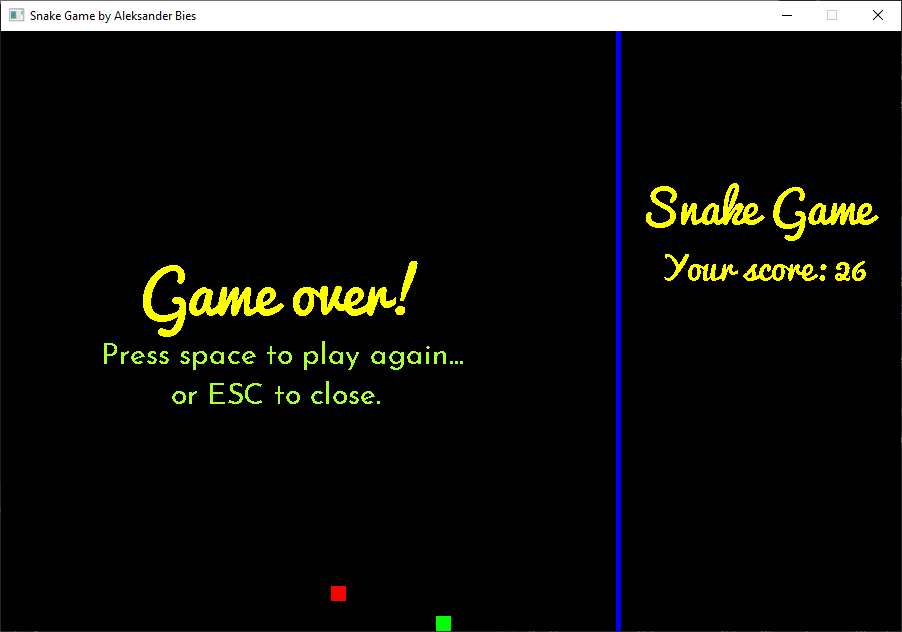 Snake Game by Aleksander Bies
Snake Game
Your score: 26
Game over!
Press space to play again...
or ESC to close.